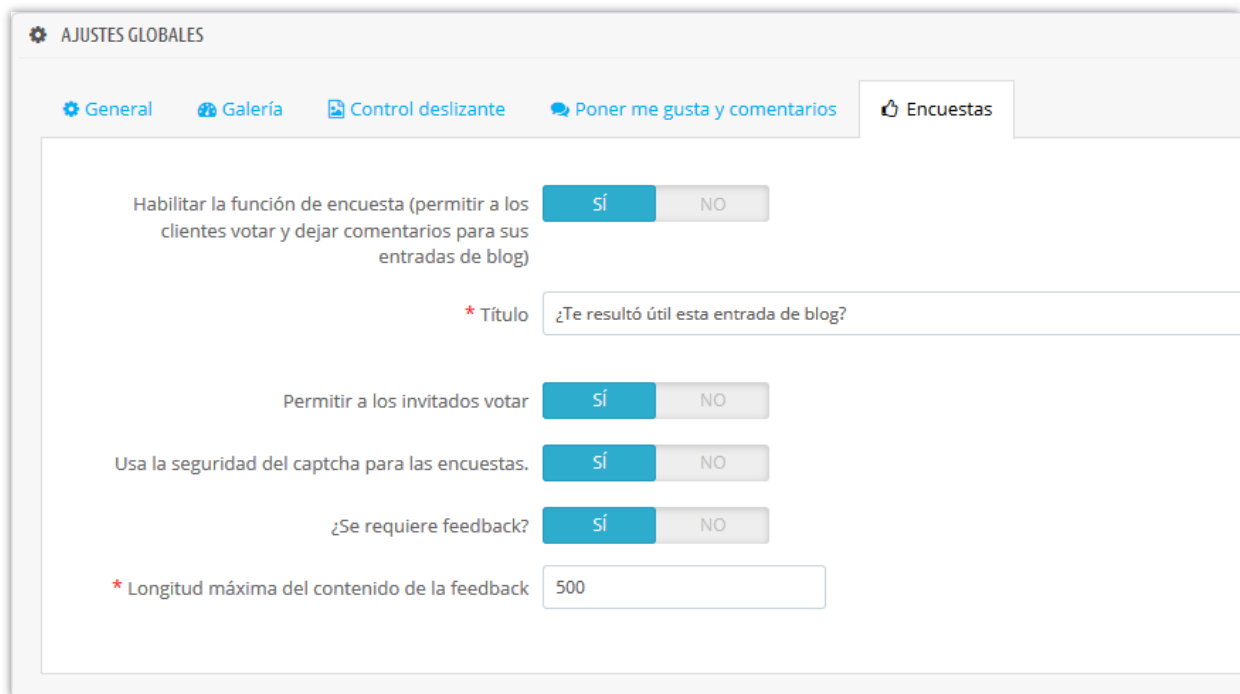 AJUSTES GLOBALES
General Galería Control deslizante Poner me gusta y comentarios Encuestas
Habilitar la función de encuesta (permitir a los SÍ NO
clientes votar y dejar comentarios para sus
entradas de blog)
* Título ¿Te resultó útil esta entrada de blog?
Permitir a los invitados votar SÍ NO
Usa la seguridad del captcha para las encuestas. SÍ NO
¿Se requiere feedback? SÍ NO
* Longitud máxima del contenido de la feedback 500